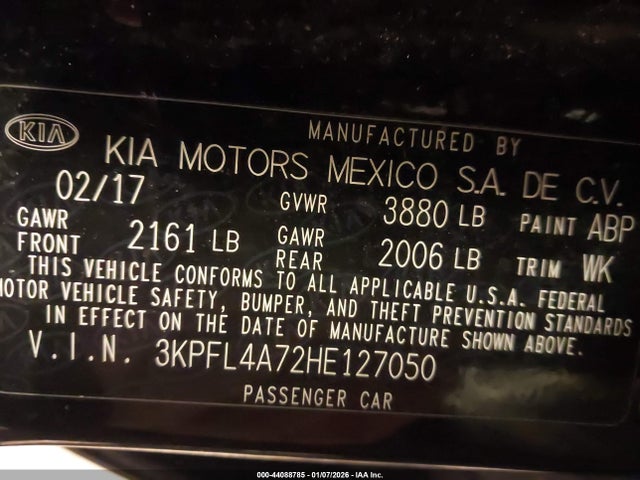 KIA
MANUFACTURED BY
KIA MOTORS MEXICO S.A. DE C.V.
02/17 GVWR 3880 LB PAINT ABP
GAWR FRONT 2161 LB GAWR REAR 2006 LB TRIM WK
THIS VEHICLE CONFORMS TO ALL APPLICABLE U.S.A. FEDERAL
MOTOR VEHICLE SAFETY, BUMPER, AND THEFT PREVENTION STANDARDS
IN EFFECT ON THE DATE OF MANUFACTURE SHOWN ABOVE.
V.I.N. 3KPFL4A72HE127050
PASSENGER CAR
000-44088785 - 01/07/2026 - IAA Inc.